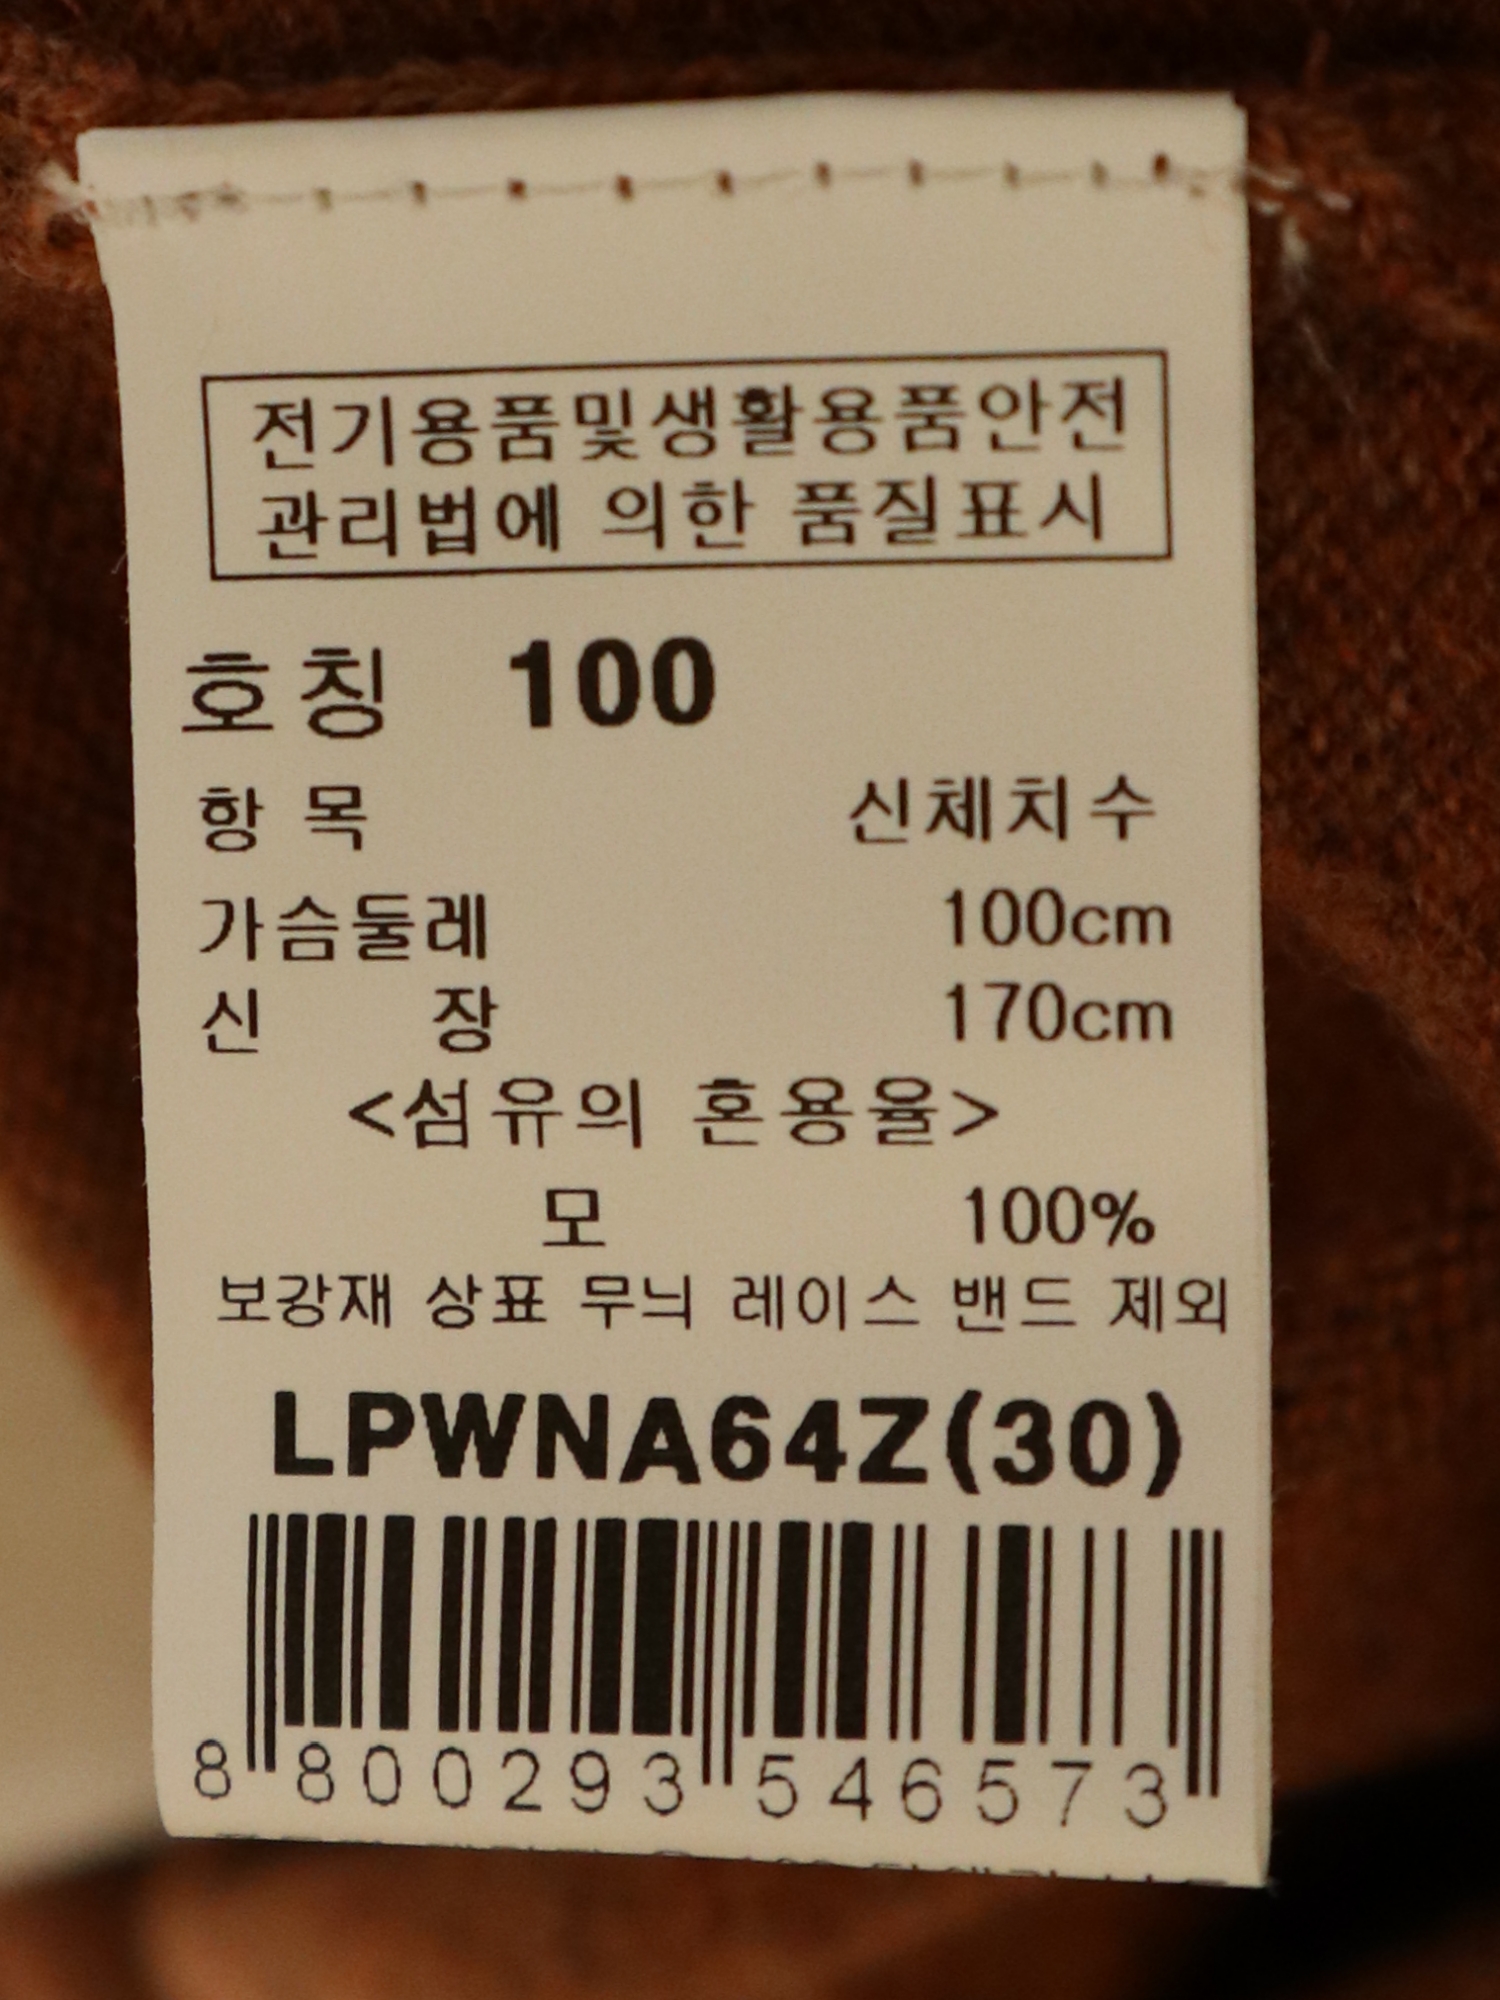 전기용품및생활용품안전
관리법에 의한 품질표시
호칭 100
항 목 신체치수
가슴둘레 100cm
신 장 170cm
<섬유의 혼용율>
모 100%
보강재 상표 무늬 레이스 밴드 제외
LPWNA64Z(30)
8 800293 546573